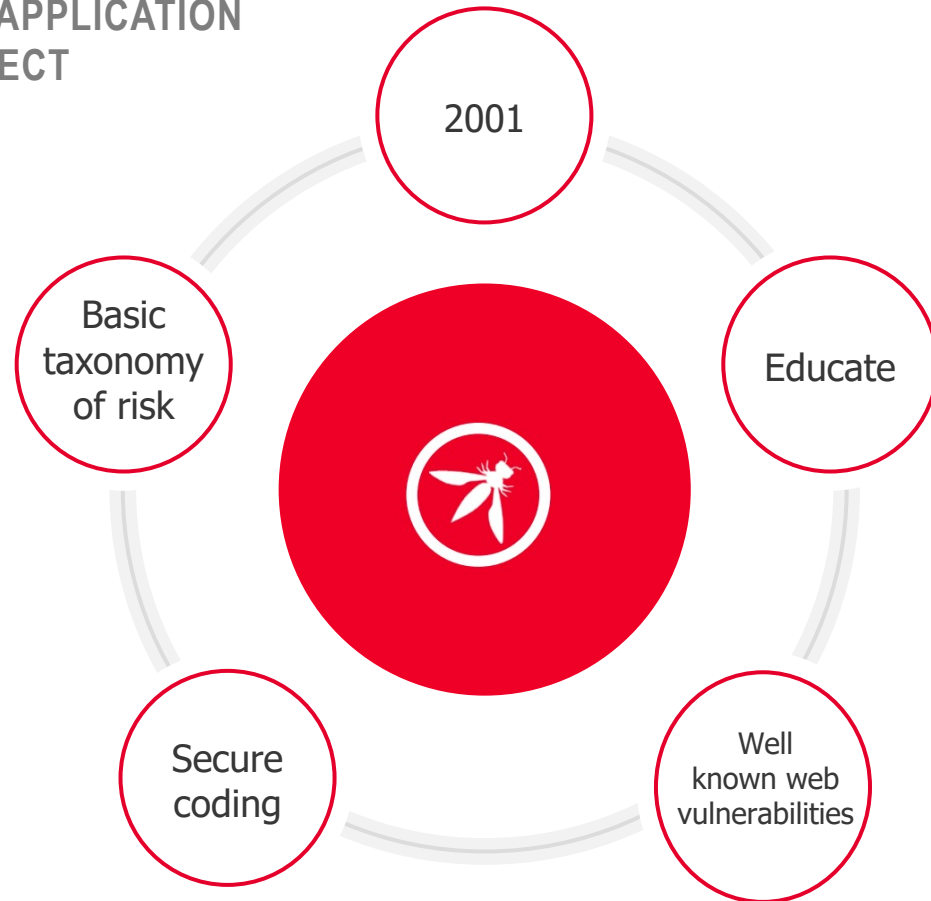 APPLICATION
ECT
2001
Educate
Well
known web
vulnerabilities
Secure
coding
Basic
taxonomy
of risk